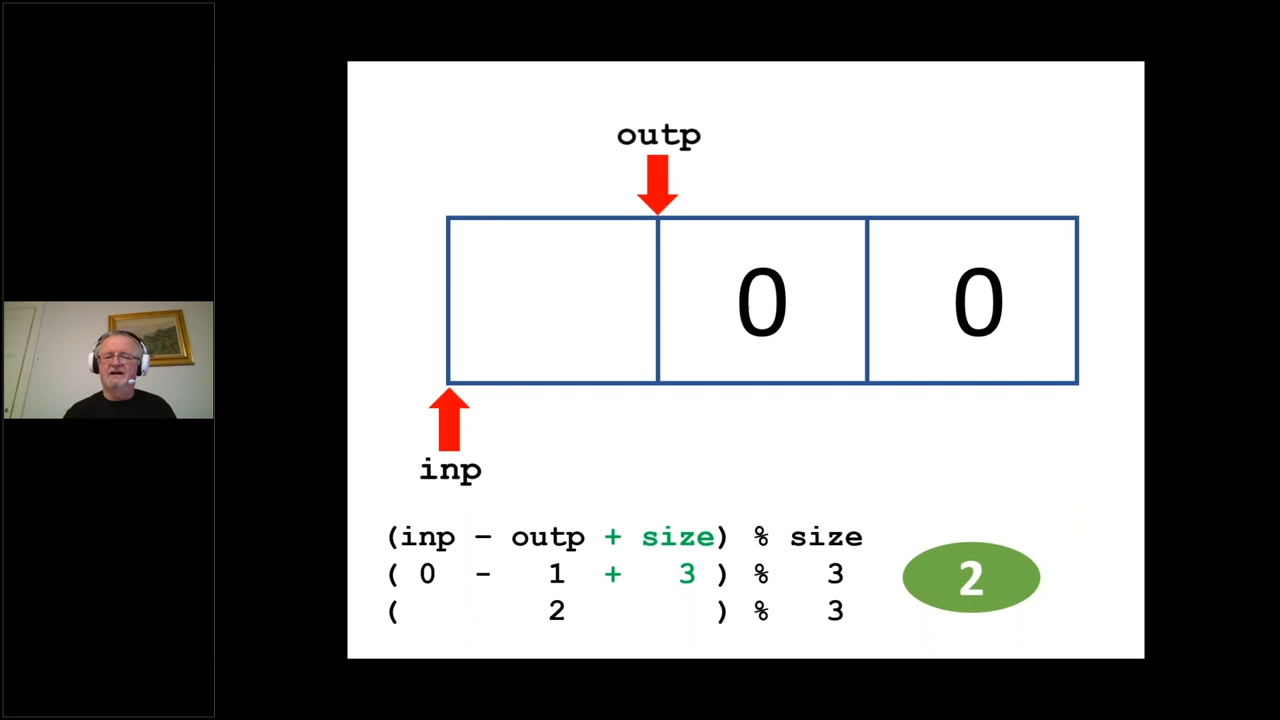 outp
0 0
inp
(inp - outp + size) % size
( 0 - 1 + 3 ) % 3
( 2 ) % 3
2